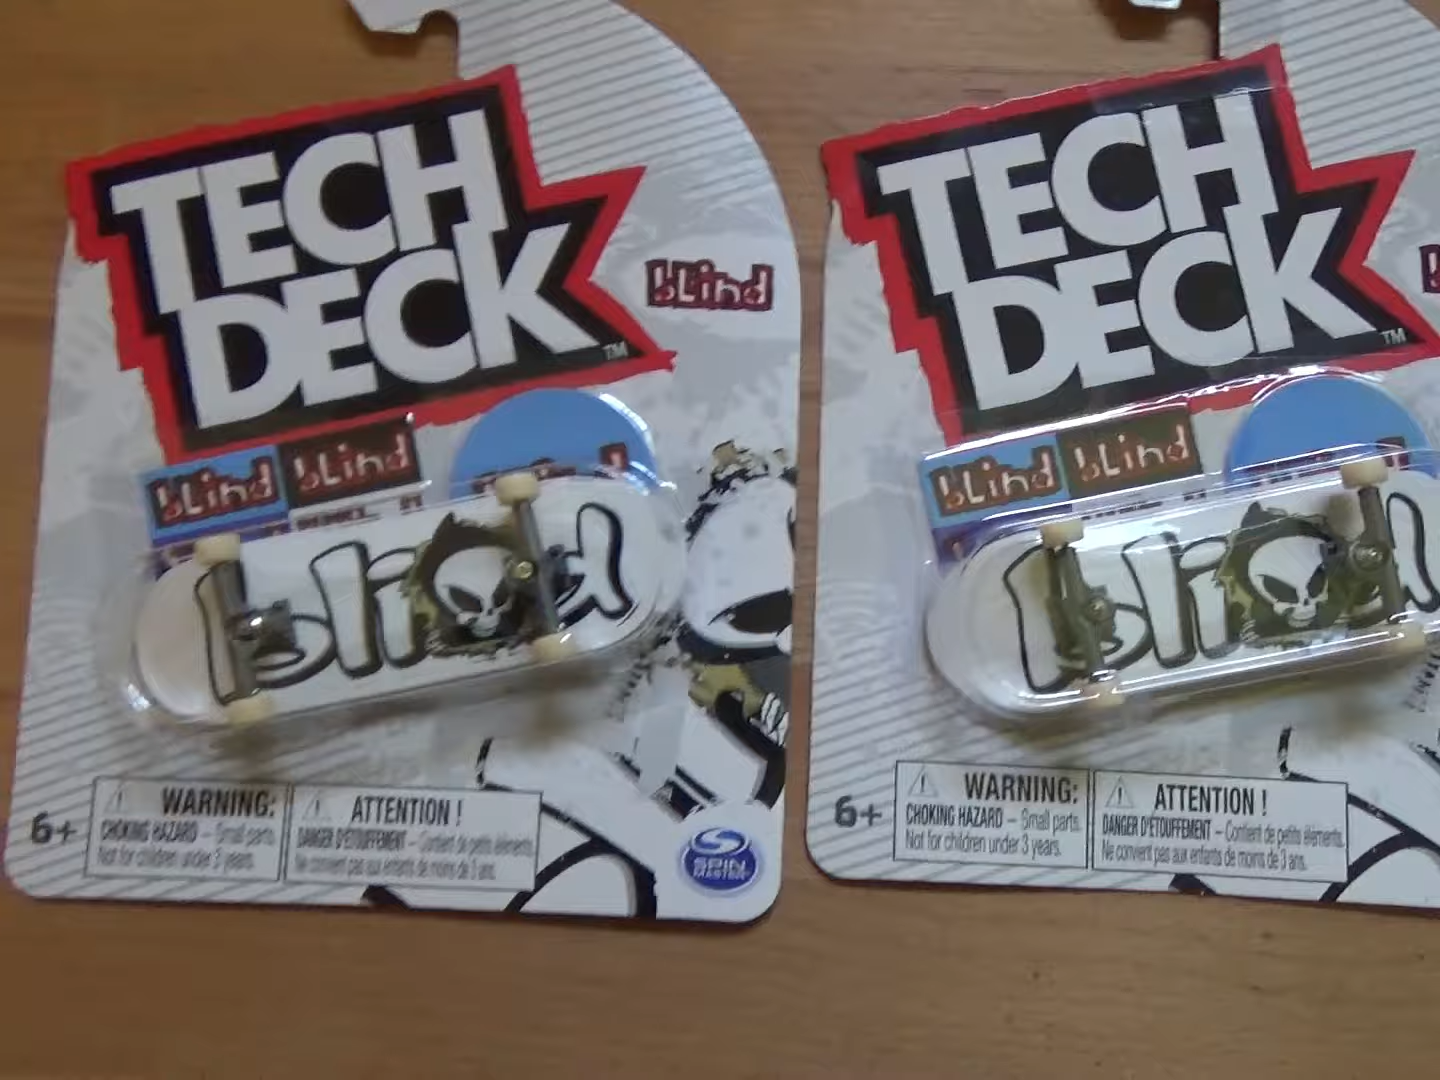 TECH
DECK
TM
blind
blind blind
blind
6+
WARNING:
CHOKING HAZARD – Small parts.
Not for children under 3 years.
ATTENTION !
DANGER D'ÉTOUFFEMENT – Contient de petits éléments.
Ne convient pas aux enfants de moins de 3 ans.
SPIN
MASTER
TECH
DECK
TM
blind blind
blind
6+
WARNING:
CHOKING HAZARD – Small parts.
Not for children under 3 years.
ATTENTION !
DANGER D'ÉTOUFFEMENT – Contient de petits éléments.
Ne convient pas aux enfants de moins de 3 ans.